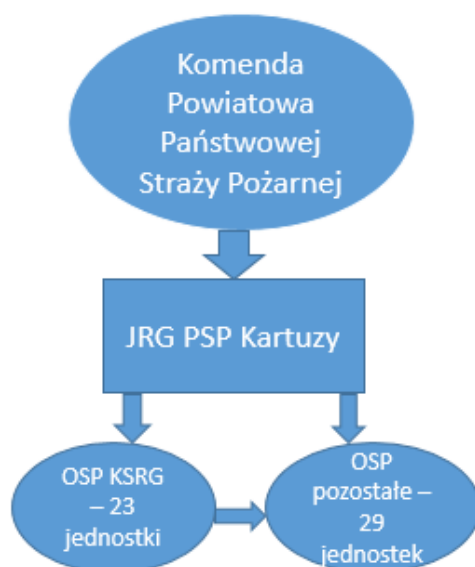 Komenda
Powiatowa
Państwowej
Straży Pożarnej
JRG PSP Kartuzy
OSP KSRG
– 23
jednostki
OSP
pozostałe –
29
jednostek